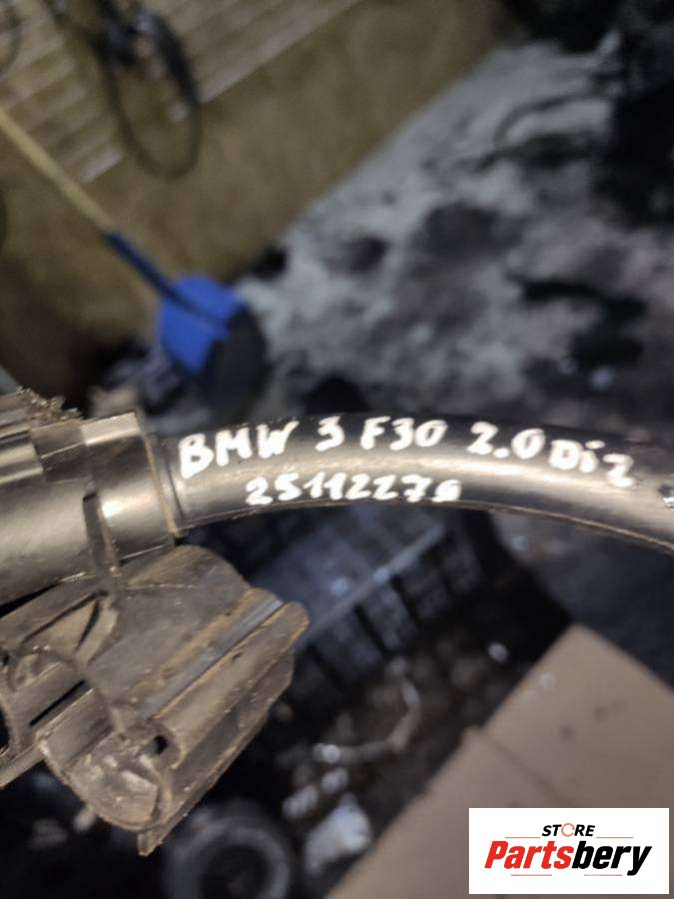 BMW 3 F30 2.0 Diz
25112276
STORE
Partsbery